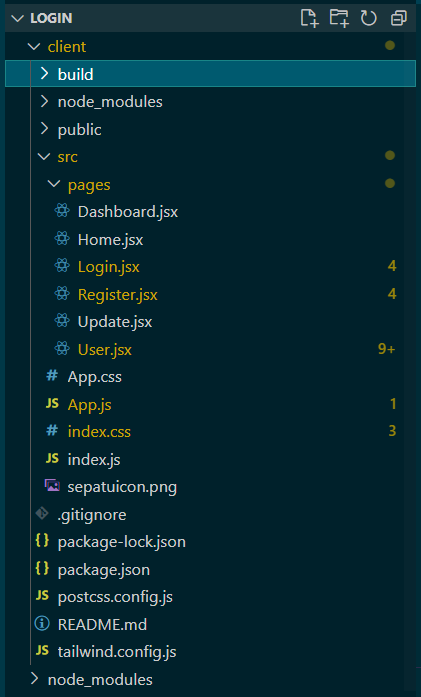 LOGIN
client
build
node_modules
public
src
pages
Dashboard.jsx
Home.jsx
Login.jsx 4
Register.jsx 4
Update.jsx
User.jsx 9+
# App.css
JS App.js 1
# index.css 3
JS index.js
sepatuicon.png
.gitignore
{} package-lock.json
{} package.json
JS postcss.config.js
README.md
JS tailwind.config.js
node_modules